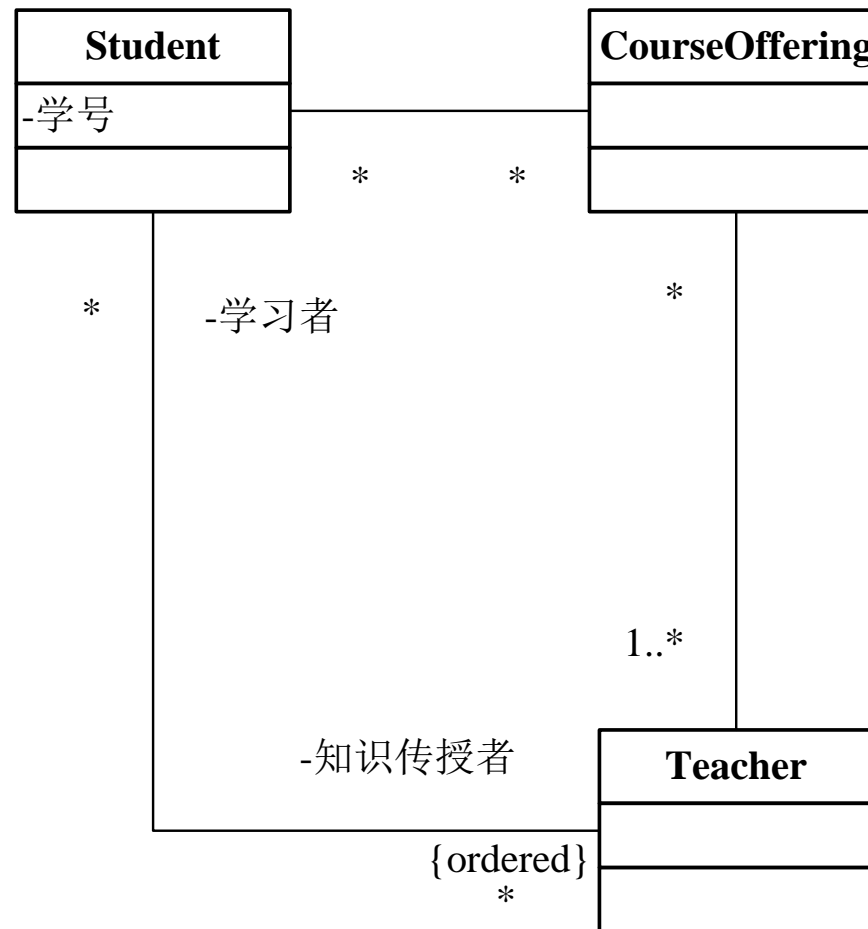 Student
CourseOffering
-学号
*
*
*
-学习者
*
1..*
-知识传授者
Teacher
{ordered}
*